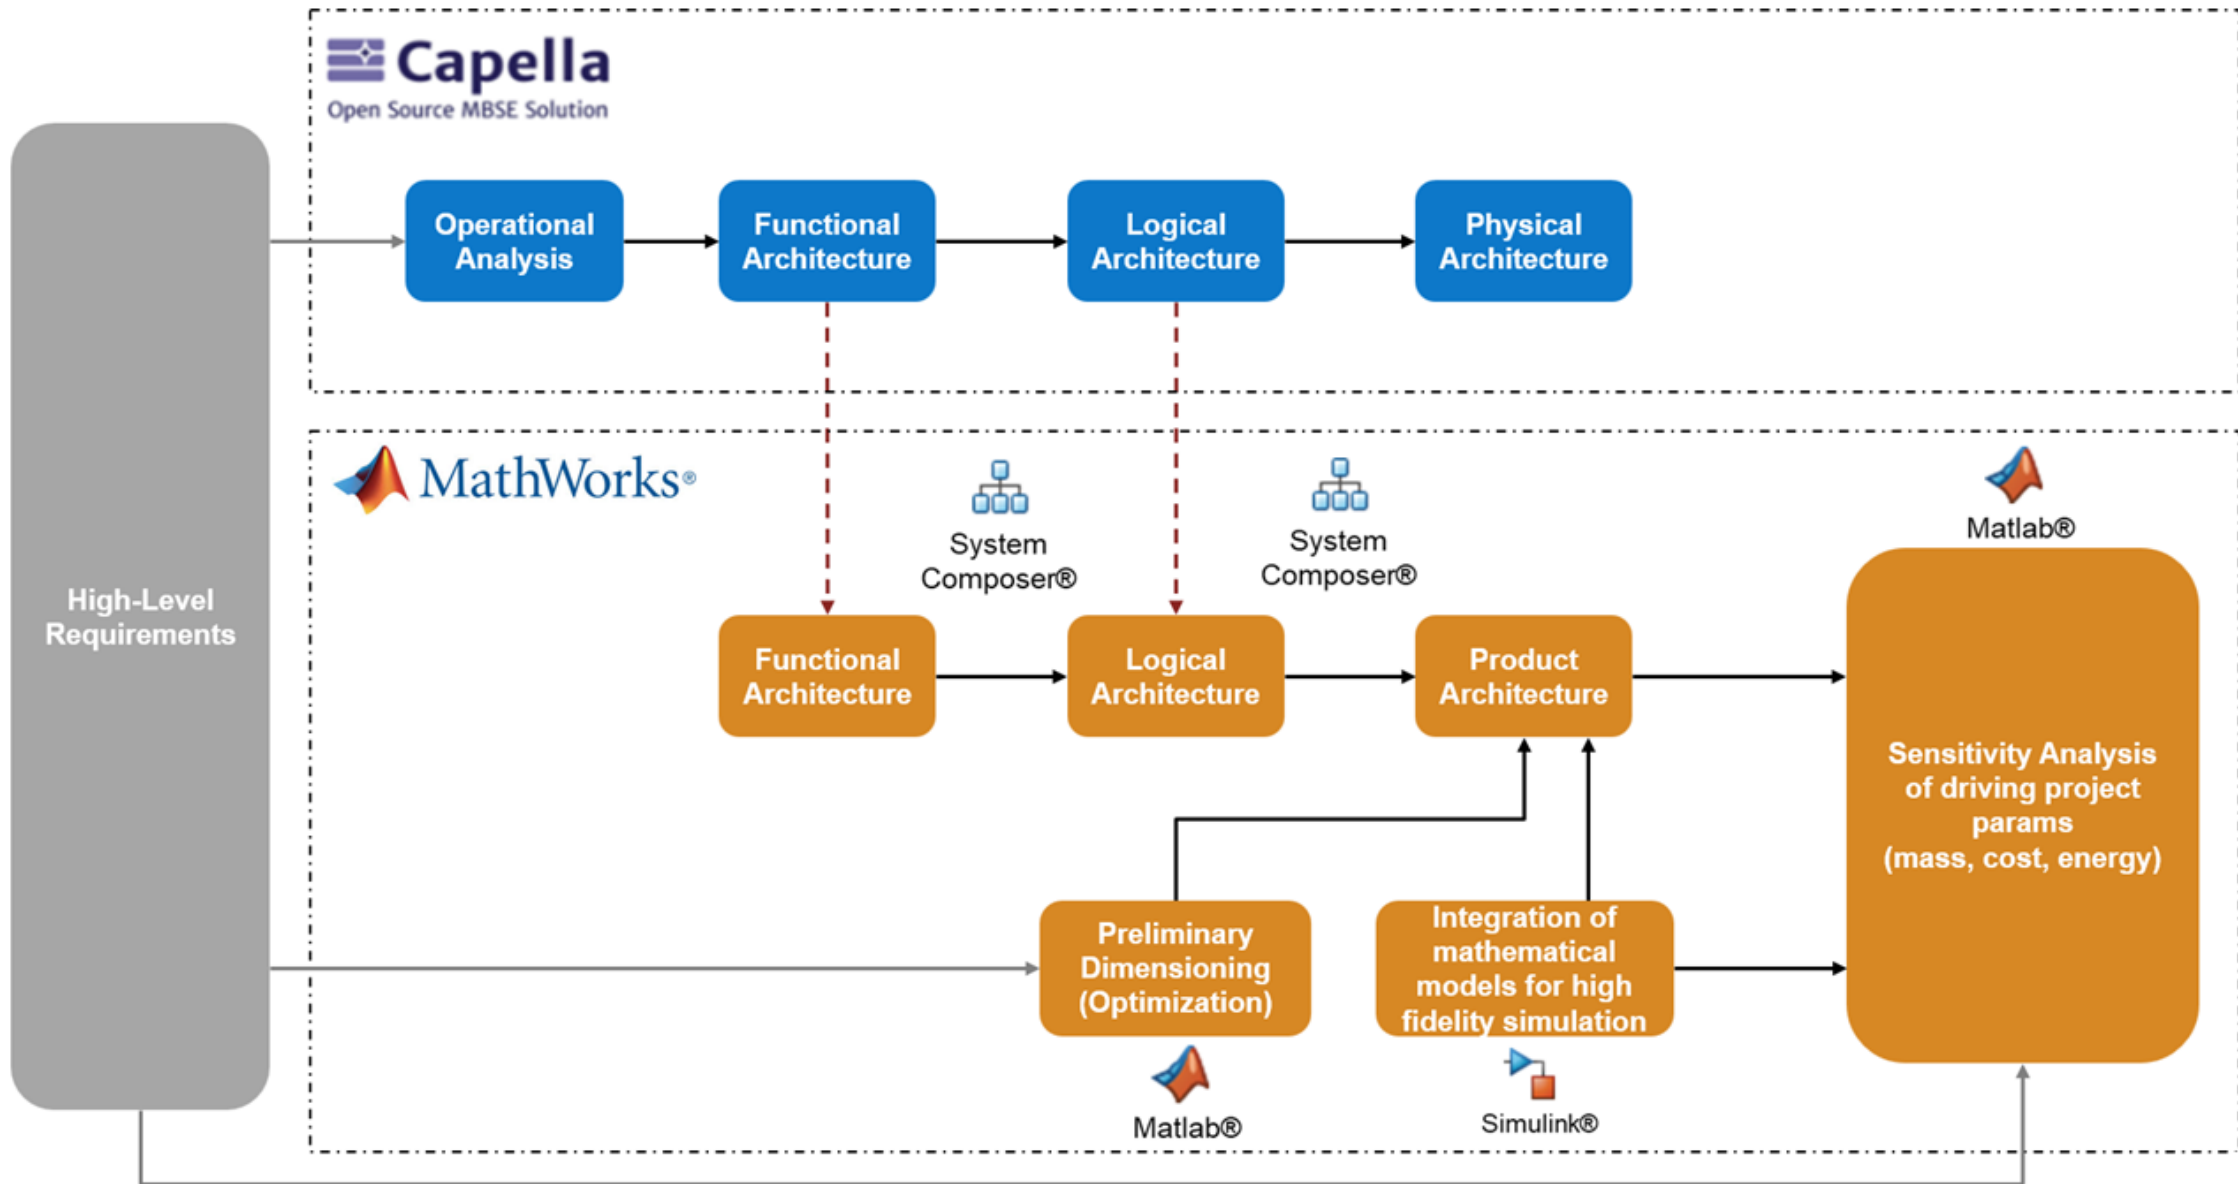 Capella
Open Source MBSE Solution
High-Level
Requirements
Operational
Analysis
Functional
Architecture
Logical
Architecture
Physical
Architecture
MathWorks®
System
Composer®
System
Composer®
Matlab®
Functional
Architecture
Logical
Architecture
Product
Architecture
Sensitivity Analysis
of driving project
params
(mass, cost, energy)
Preliminary
Dimensioning
(Optimization)
Integration of
mathematical
models for high
fidelity simulation
Matlab®
Simulink®